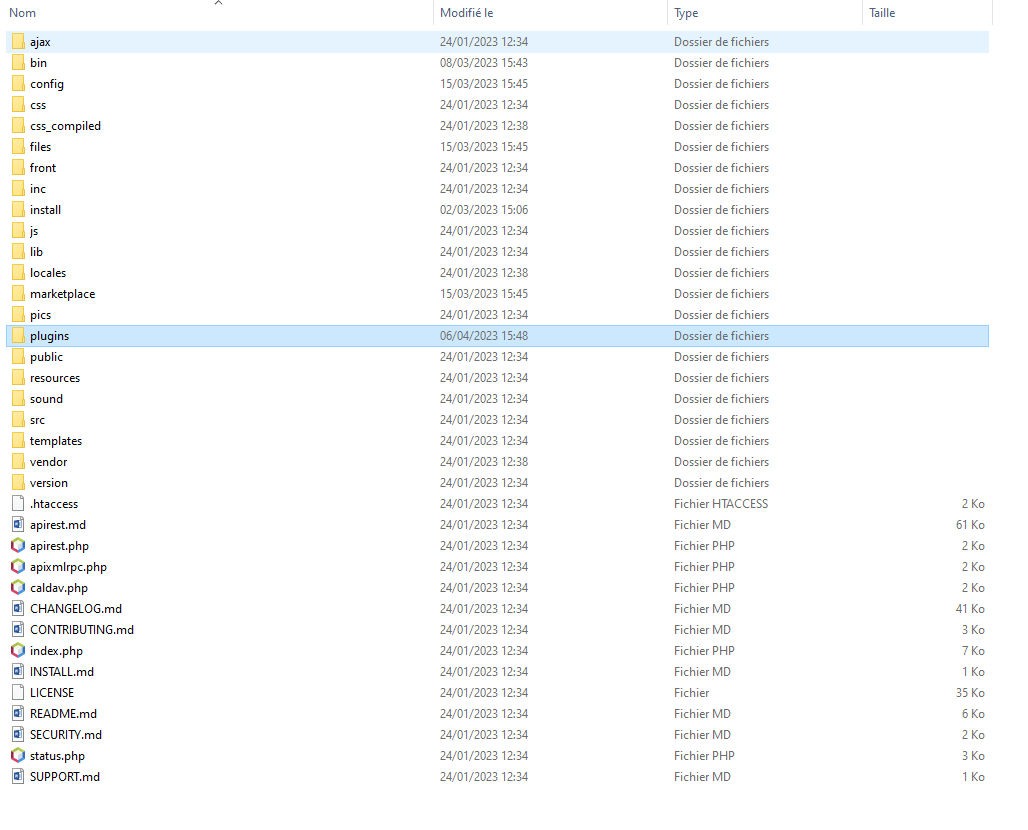 Nom Modifié le Type Taille
ajax 24/01/2023 12:34 Dossier de fichiers
bin 08/03/2023 15:43 Dossier de fichiers
config 15/03/2023 15:45 Dossier de fichiers
css 24/01/2023 12:34 Dossier de fichiers
css_compiled 24/01/2023 12:38 Dossier de fichiers
files 15/03/2023 15:45 Dossier de fichiers
front 24/01/2023 12:34 Dossier de fichiers
inc 24/01/2023 12:34 Dossier de fichiers
install 02/03/2023 15:06 Dossier de fichiers
js 24/01/2023 12:34 Dossier de fichiers
lib 24/01/2023 12:34 Dossier de fichiers
locales 24/01/2023 12:38 Dossier de fichiers
marketplace 15/03/2023 15:45 Dossier de fichiers
pics 24/01/2023 12:34 Dossier de fichiers
plugins 06/04/2023 15:48 Dossier de fichiers
public 24/01/2023 12:34 Dossier de fichiers
resources 24/01/2023 12:34 Dossier de fichiers
sound 24/01/2023 12:34 Dossier de fichiers
src 24/01/2023 12:34 Dossier de fichiers
templates 24/01/2023 12:34 Dossier de fichiers
vendor 24/01/2023 12:38 Dossier de fichiers
version 24/01/2023 12:34 Dossier de fichiers
.htaccess 24/01/2023 12:34 Fichier HTACCESS 2 Ko
apirest.md 24/01/2023 12:34 Fichier MD 61 Ko
apirest.php 24/01/2023 12:34 Fichier PHP 2 Ko
apixmlrpc.php 24/01/2023 12:34 Fichier PHP 2 Ko
caldav.php 24/01/2023 12:34 Fichier PHP 2 Ko
CHANGELOG.md 24/01/2023 12:34 Fichier MD 41 Ko
CONTRIBUTING.md 24/01/2023 12:34 Fichier MD 3 Ko
index.php 24/01/2023 12:34 Fichier PHP 7 Ko
INSTALL.md 24/01/2023 12:34 Fichier MD 1 Ko
LICENSE 24/01/2023 12:34 Fichier 35 Ko
README.md 24/01/2023 12:34 Fichier MD 6 Ko
SECURITY.md 24/01/2023 12:34 Fichier MD 2 Ko
status.php 24/01/2023 12:34 Fichier PHP 3 Ko
SUPPORT.md 24/01/2023 12:34 Fichier MD 1 Ko